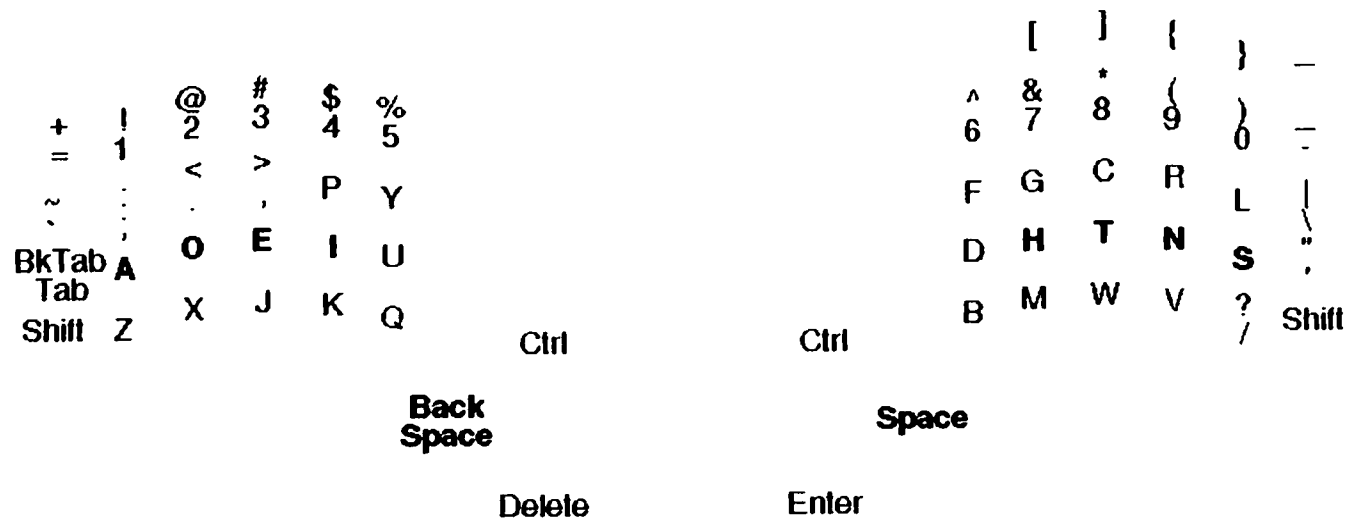 [ ] { } _
+ ! @ # $ % ^ & * ( ) _
= 1 2 3 4 5 6 7 8 9 0 -
~ : < > P Y F G C R L |
` ; . , \
BkTab A O E I U D H T N S "
Tab '
Shift Z X J K Q B M W V ? Shift
/
Ctrl Ctrl
Back Space
Space
Delete Enter